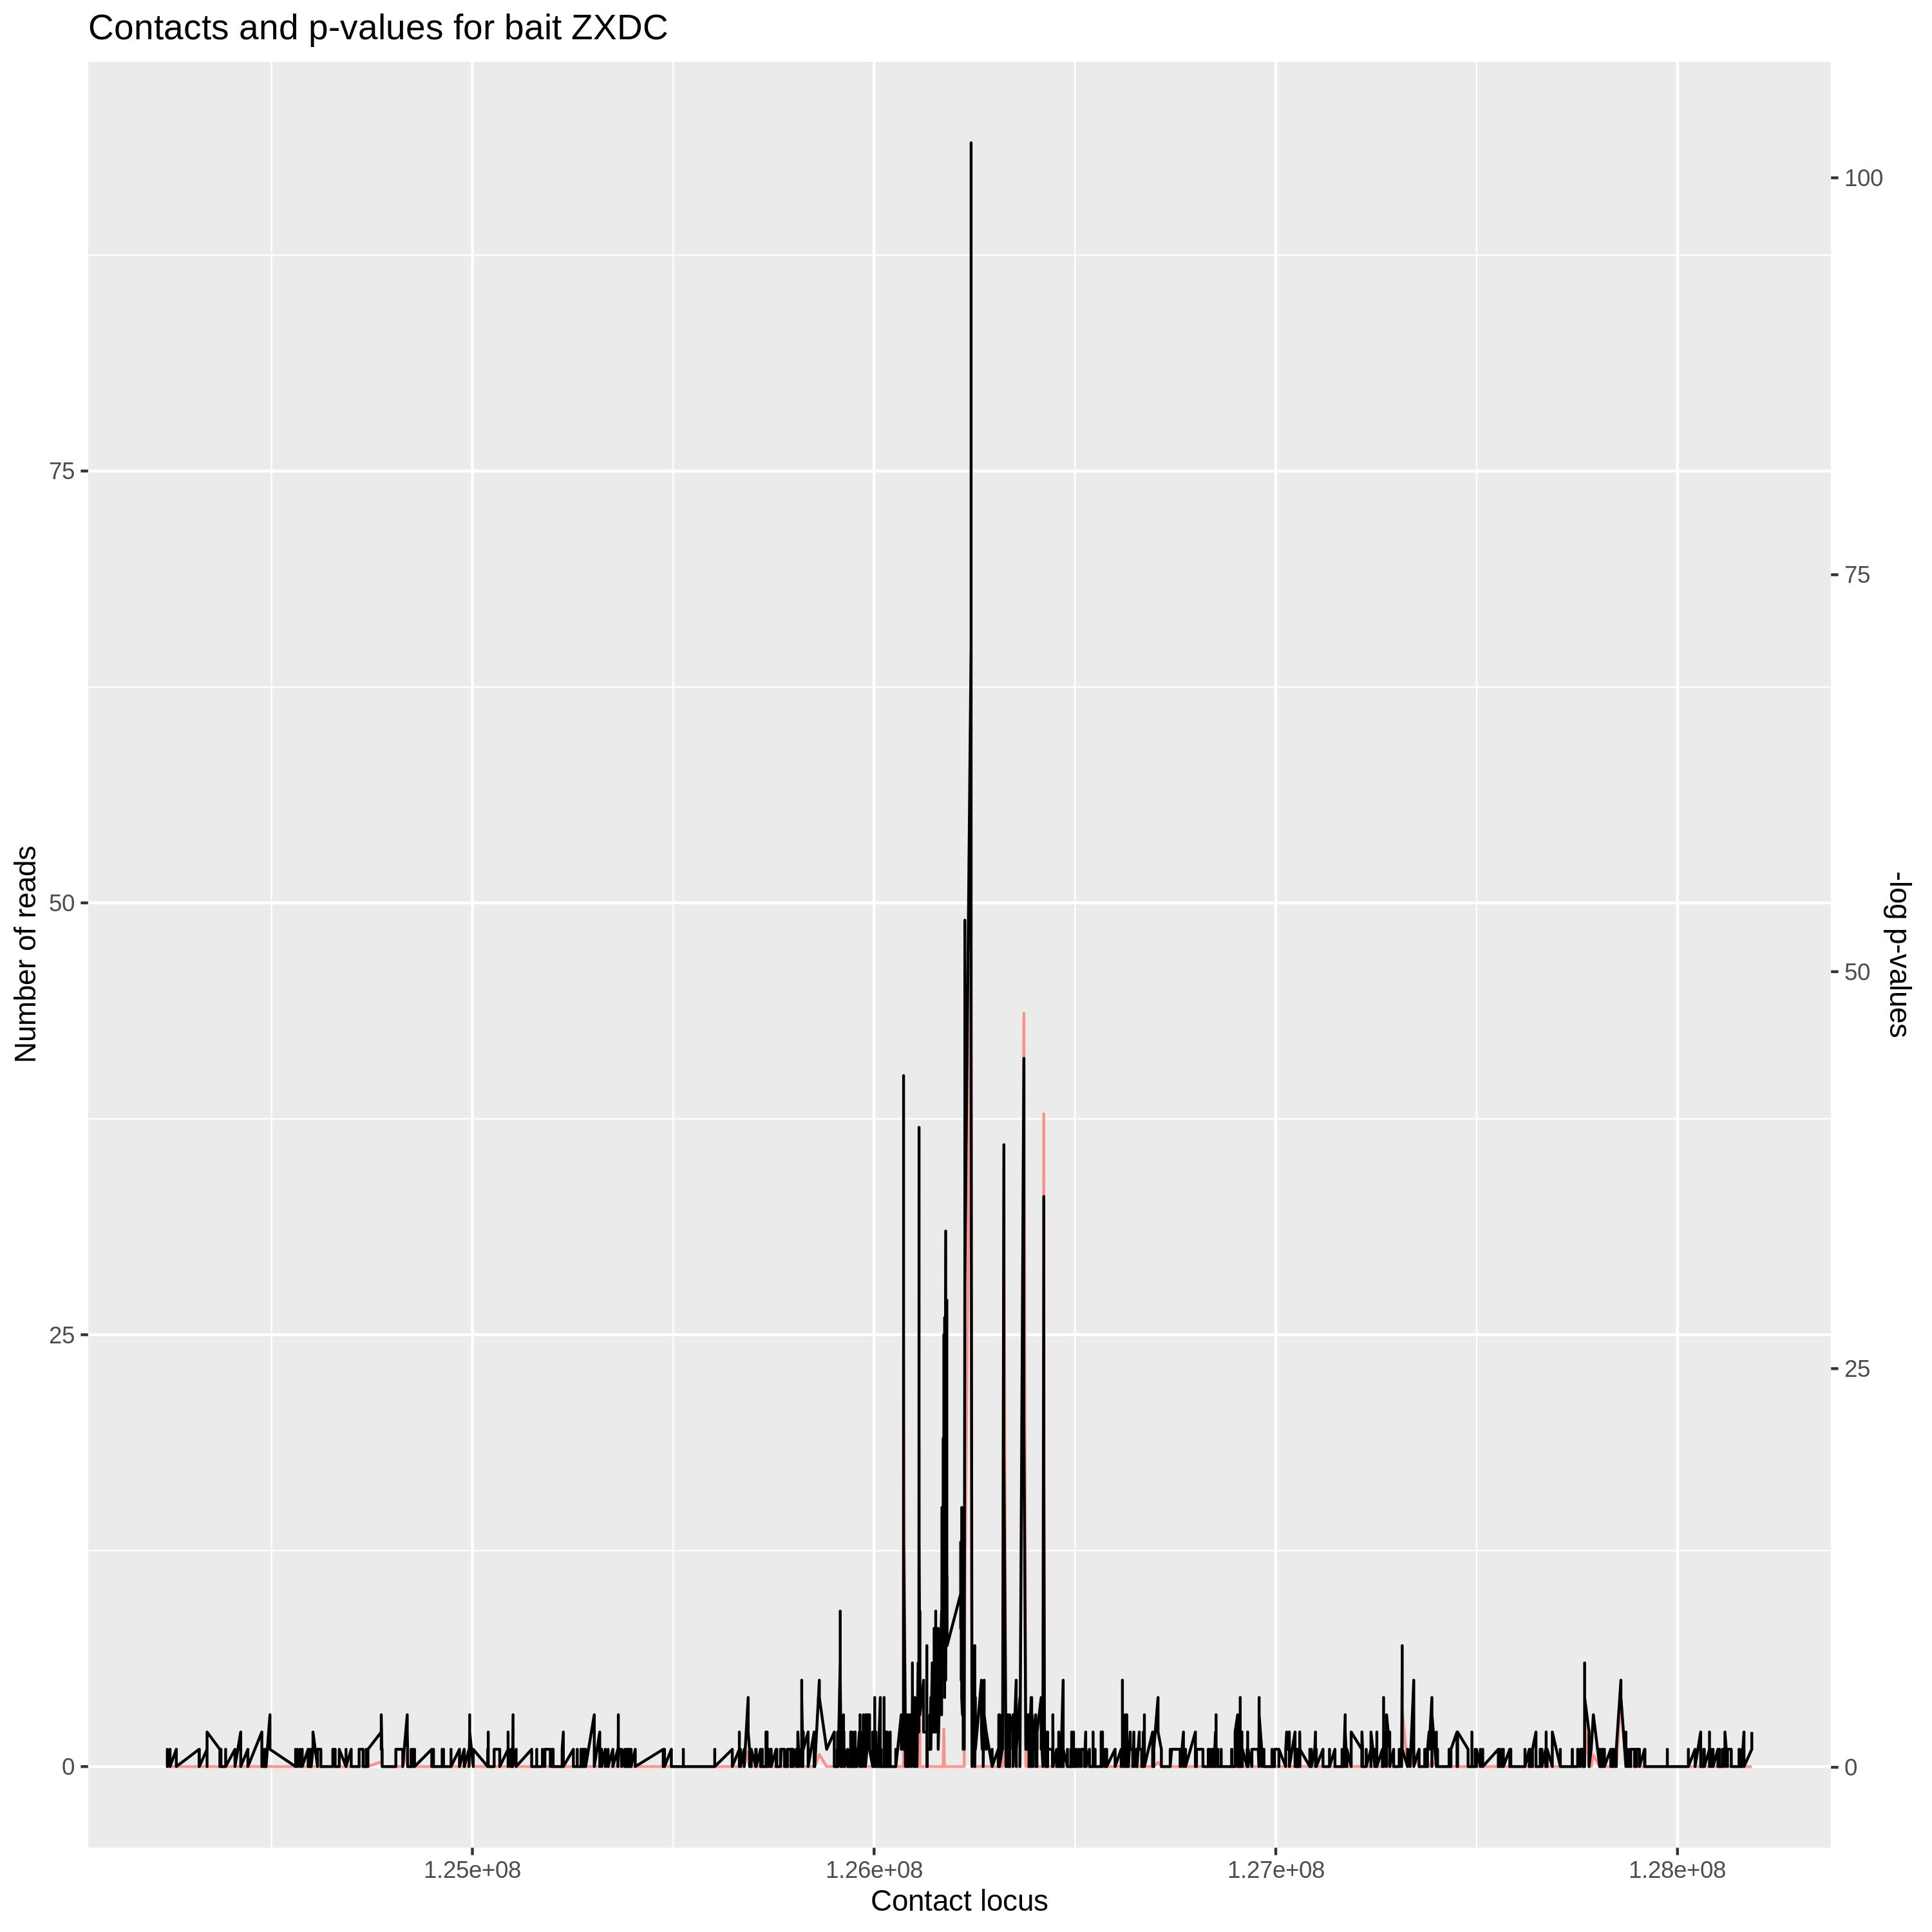 Contacts and p-values for bait ZXDC
100
75
75
50
50
25
25
0
0
Number of reads
-log p-values
1.25e+08
1.26e+08
1.27e+08
1.28e+08
Contact locus